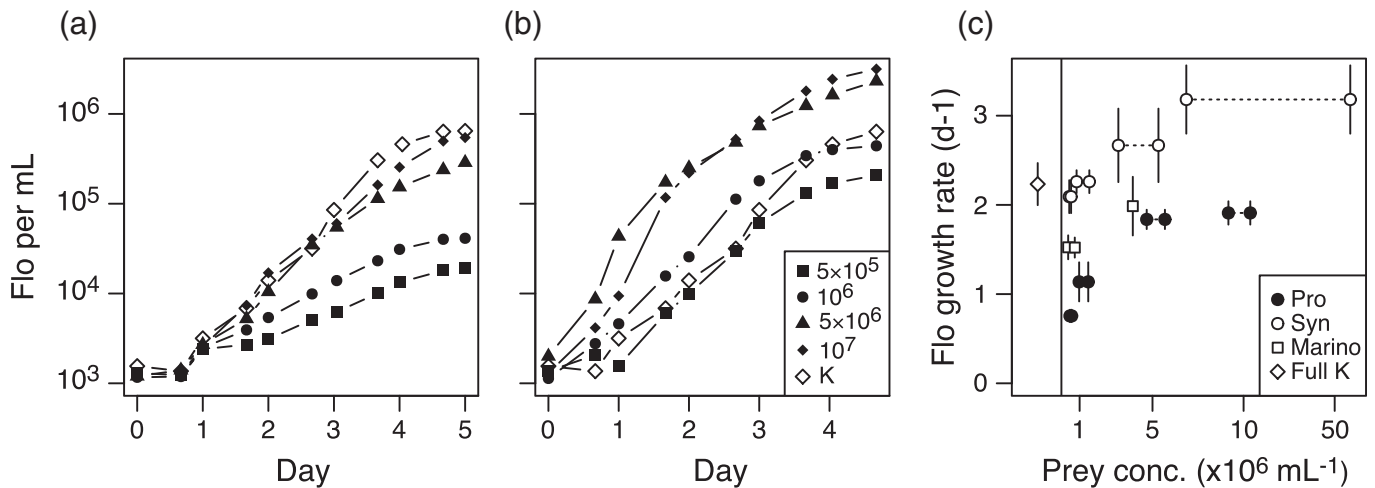 (a)
Flo per mL
10⁶
10⁵
10⁴
10³
0 1 2 3 4 5
Day
(b)
5×10⁵
10⁶
5×10⁶
10⁷
K
0 1 2 3 4
Day
(c)
Flo growth rate (d-1)
3
2
1
0
Pro
Syn
Marino
Full K
1 5 10 50
Prey conc. (x10⁶ mL⁻¹)